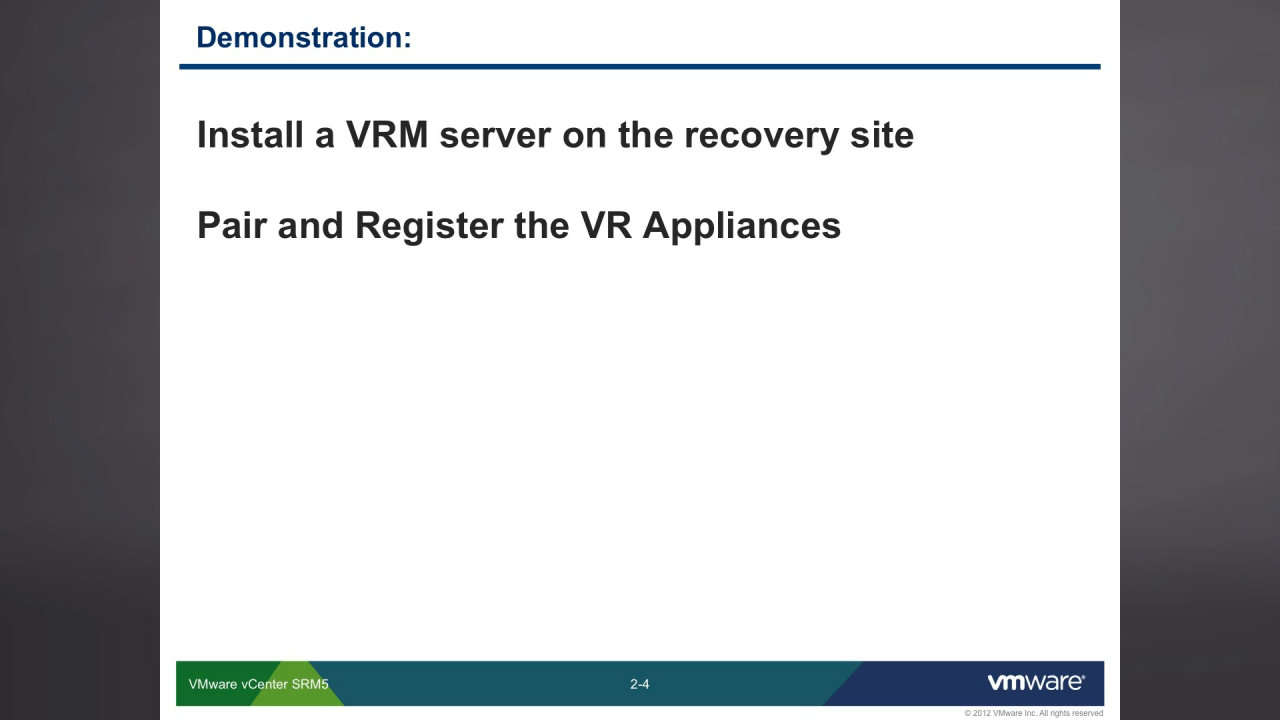 Demonstration:
Install a VRM server on the recovery site
Pair and Register the VR Appliances
VMware vCenter SRM5
2-4
vmware®
© 2012 VMware Inc. All rights reserved